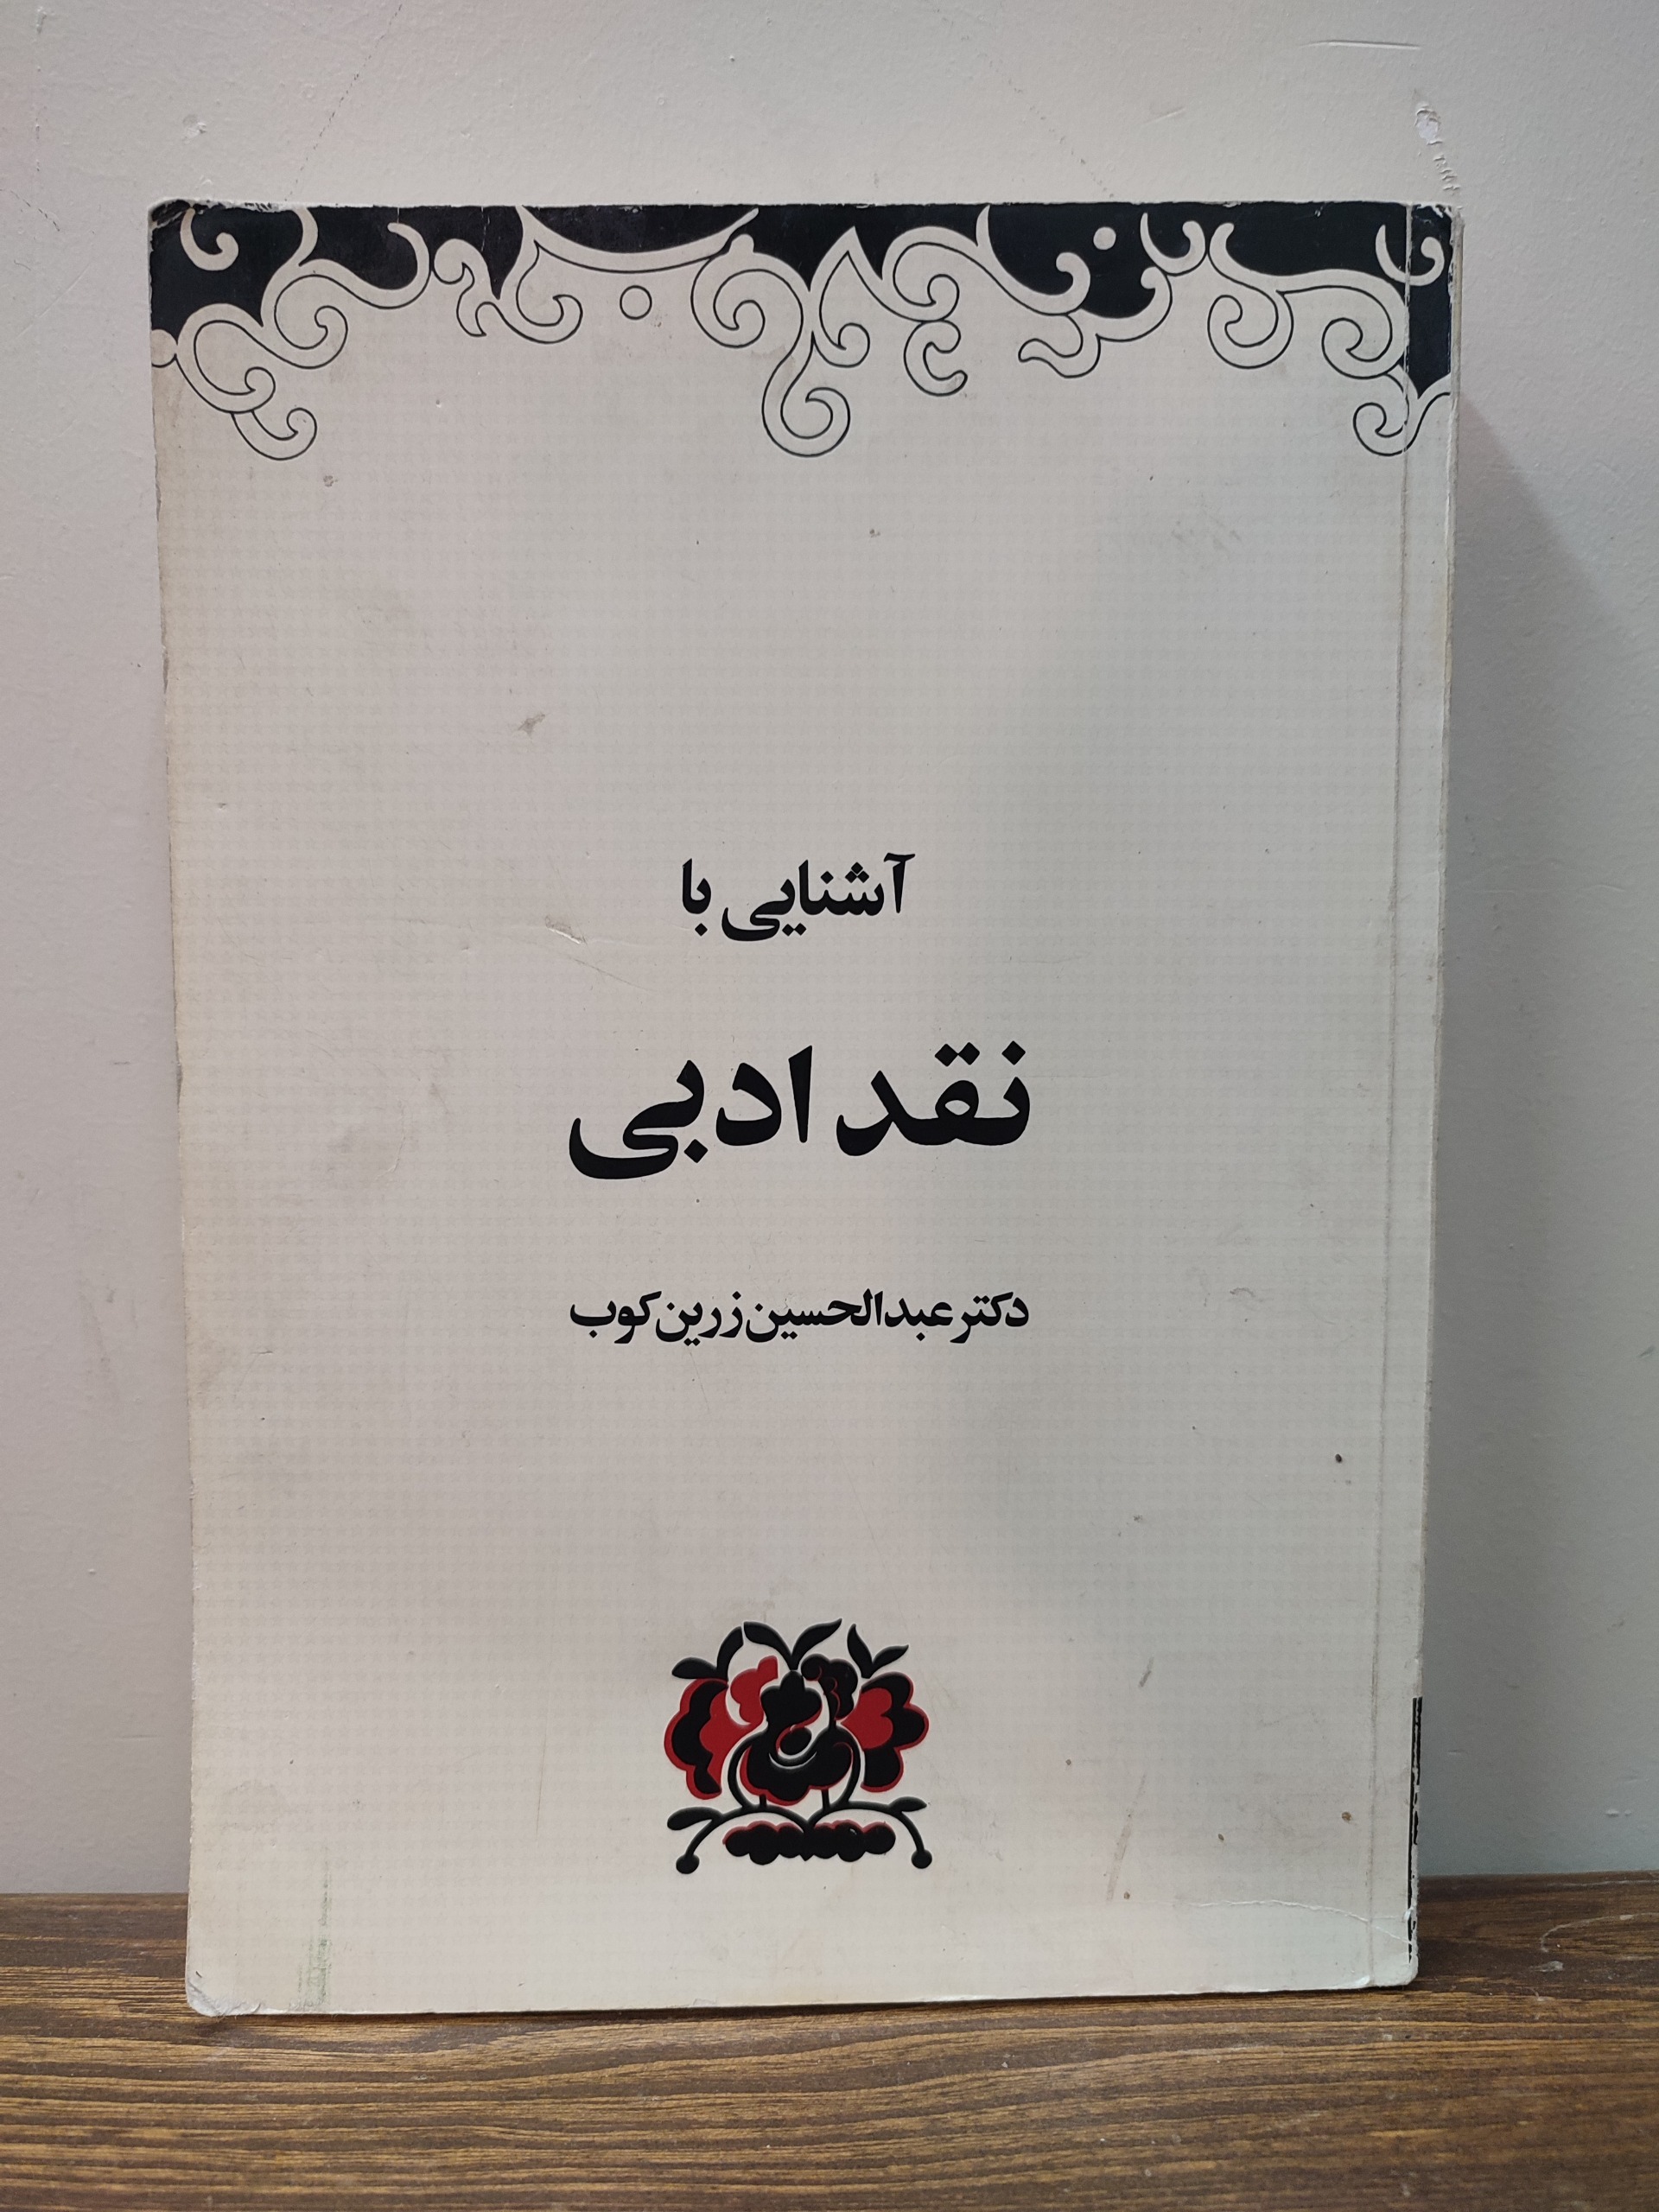 آشنایی با
نقد ادبی
دکتر عبدالحسین زرین‌کوب